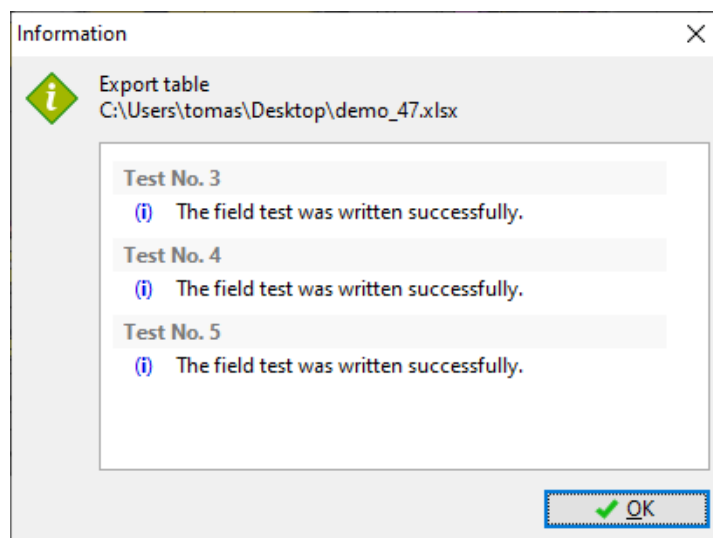 Information
Export table
C:\Users\tomas\Desktop\demo_47.xlsx
Test No. 3
(i) The field test was written successfully.
Test No. 4
(i) The field test was written successfully.
Test No. 5
(i) The field test was written successfully.
OK